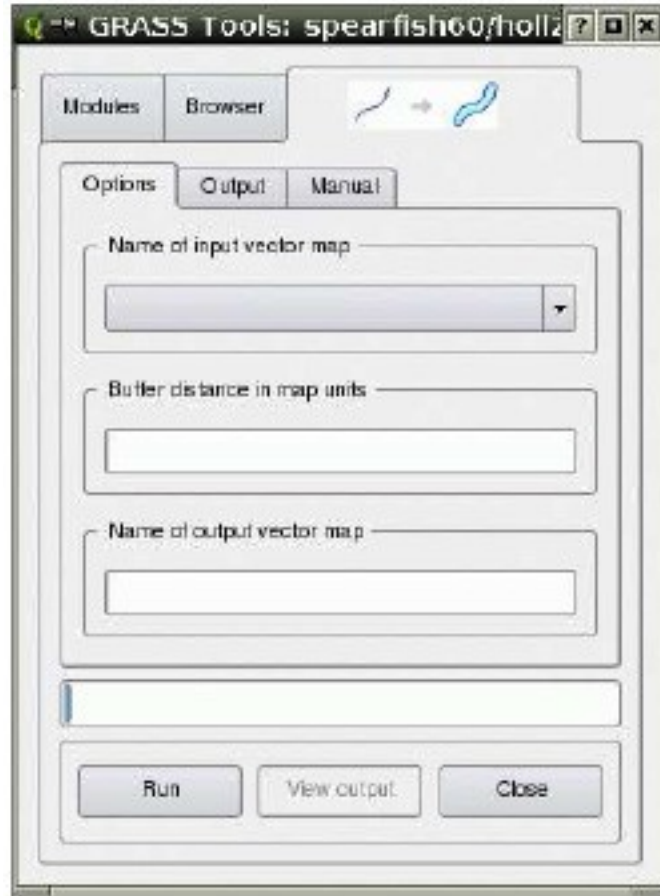 GRASS Tools: spearfish60/hollz
Modules Browser
Options Output Manual
Name of input vector map
Buffer distance in map units
Name of output vector map
Run View output Close